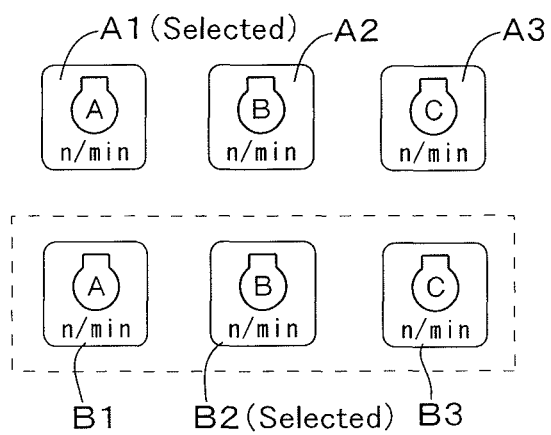 A1(Selected) A2 A3
A B C
n/min n/min n/min
A B C
n/min n/min n/min
B1 B2(Selected) B3